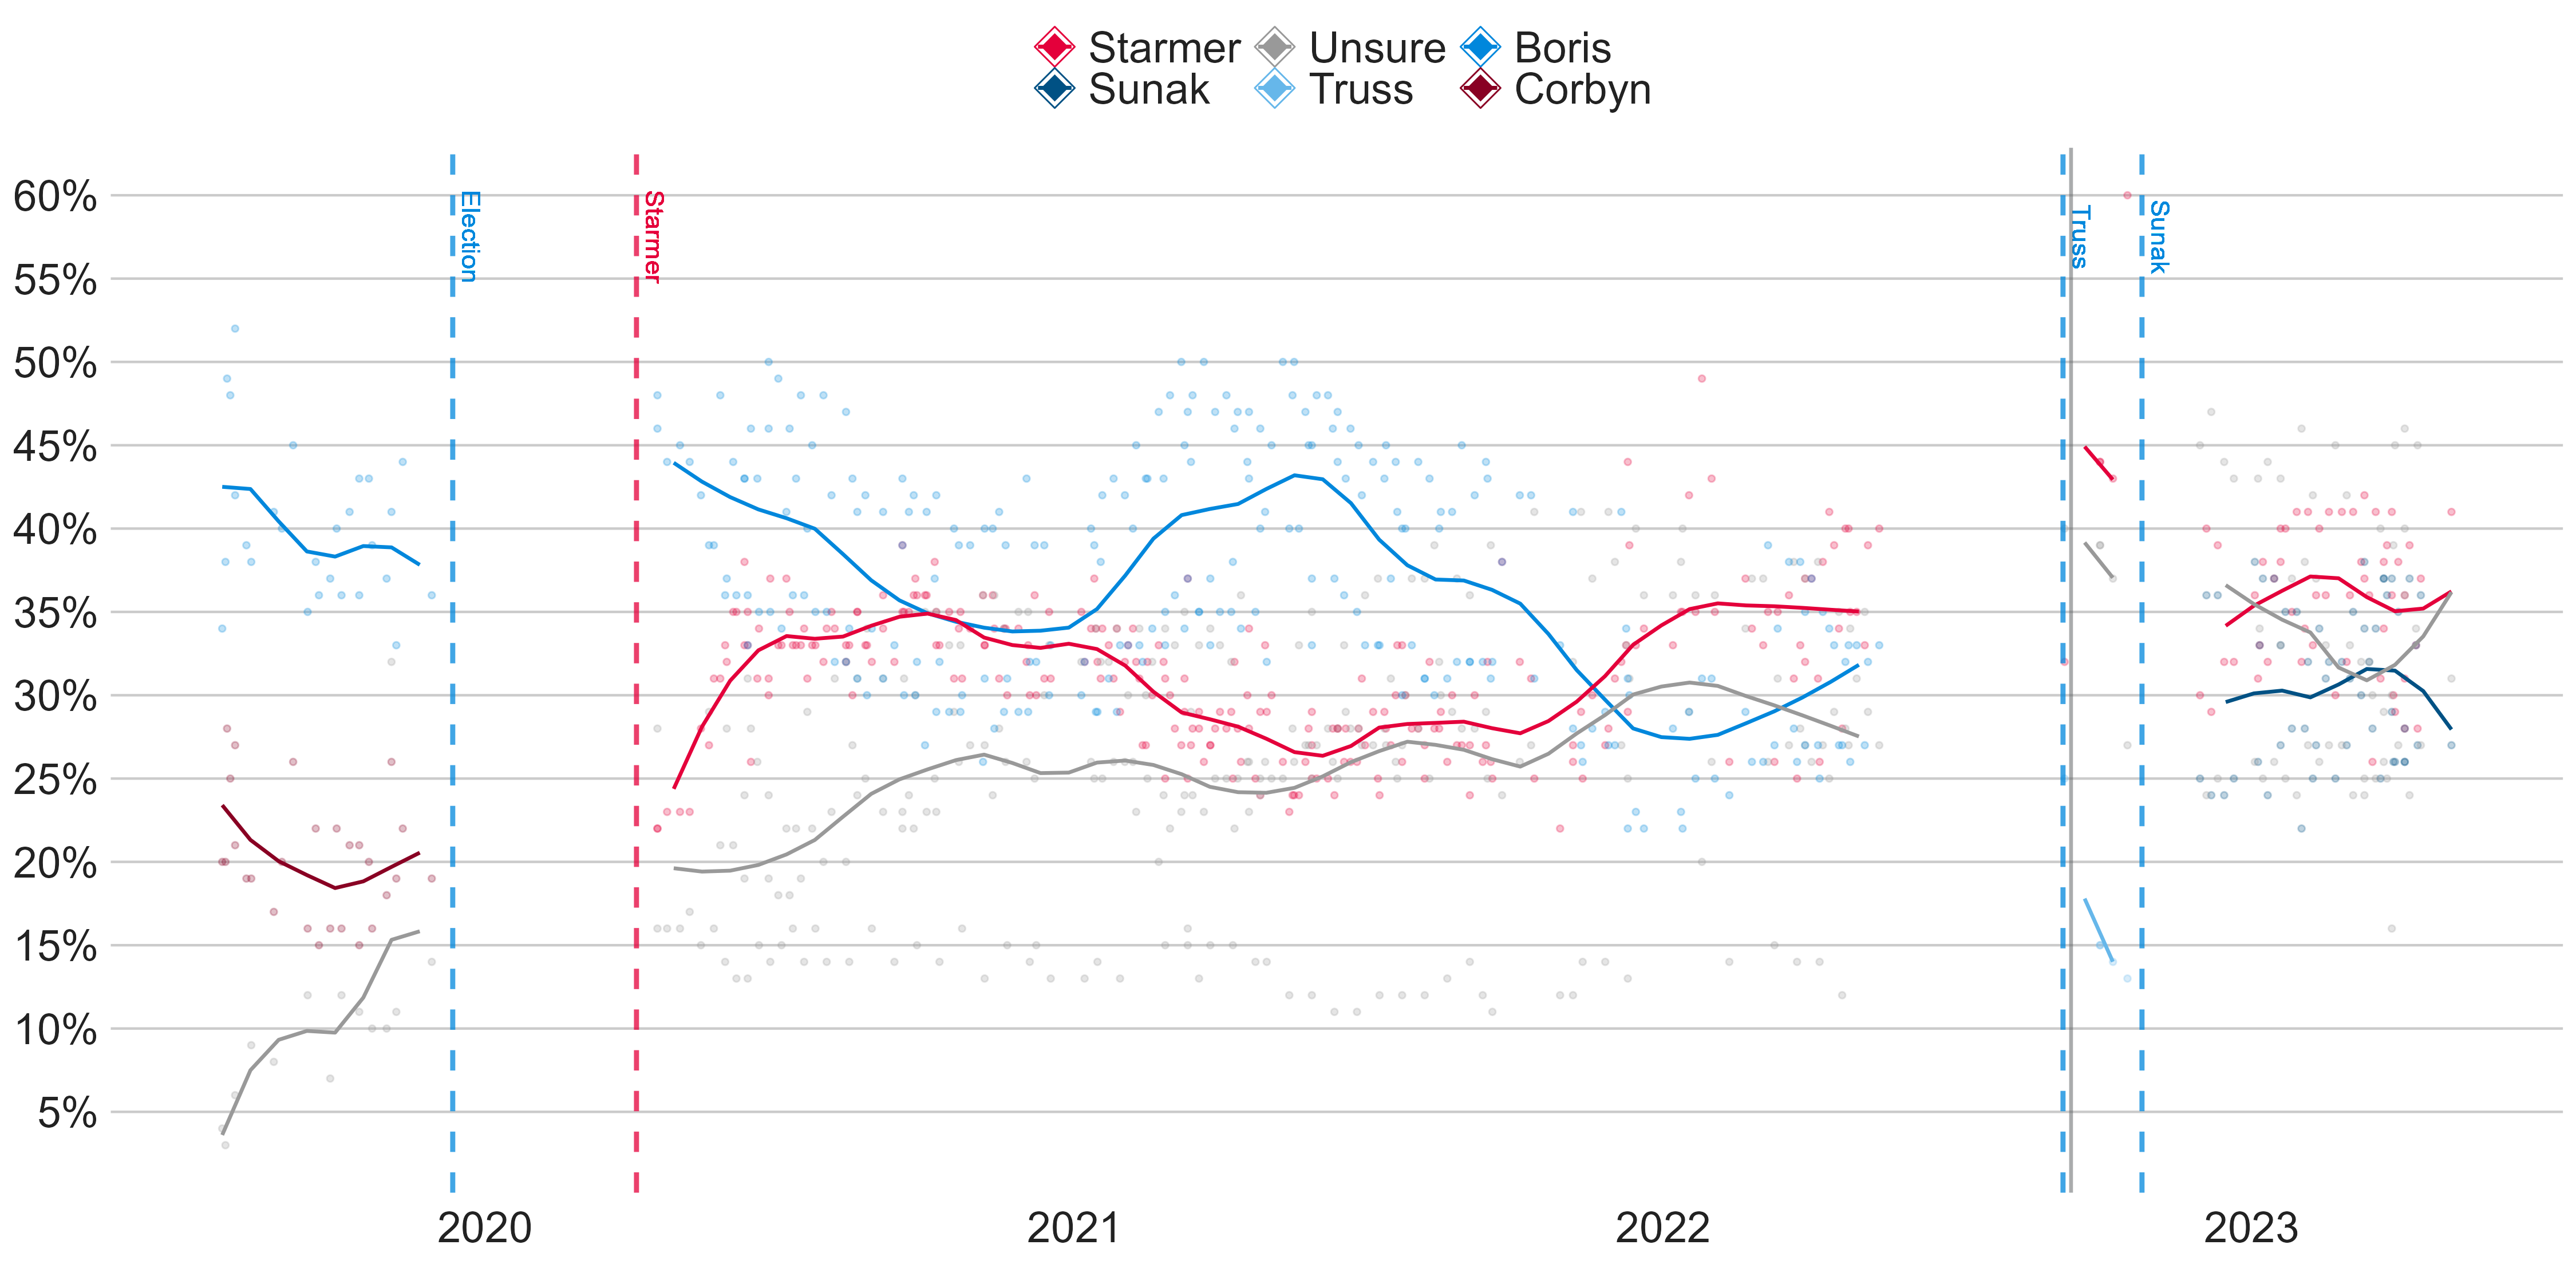 Starmer Unsure Boris
Sunak Truss Corbyn
60%
55%
50%
45%
40%
35%
30%
25%
20%
15%
10%
5%
Election
Starmer
Truss
Sunak
2020 2021 2022 2023